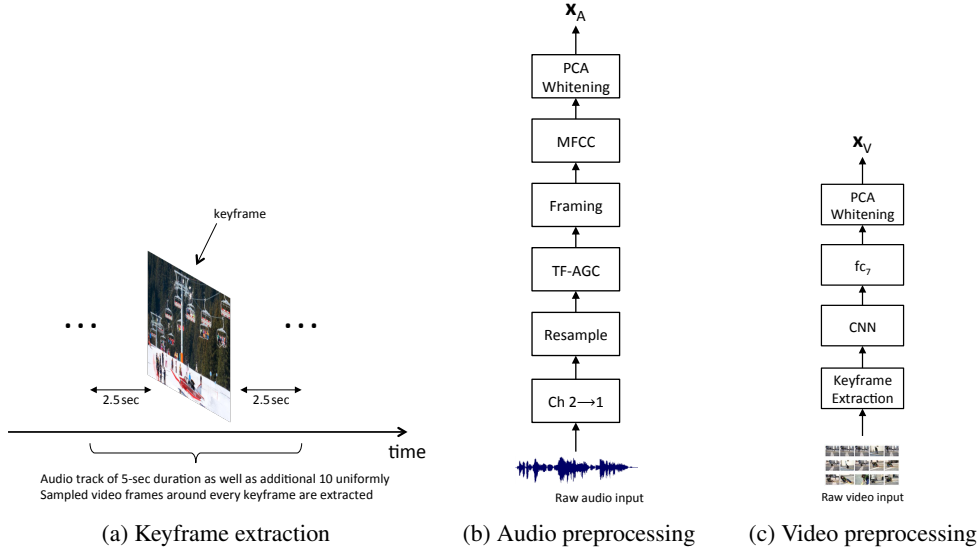 keyframe
...
...
2.5 sec
2.5 sec
time
Audio track of 5-sec duration as well as additional 10 uniformly
Sampled video frames around every keyframe are extracted
(a) Keyframe extraction
x_A
PCA
Whitening
MFCC
Framing
TF-AGC
Resample
Ch 2→1
Raw audio input
(b) Audio preprocessing
x_V
PCA
Whitening
fc₇
CNN
Keyframe
Extraction
Raw video input
(c) Video preprocessing